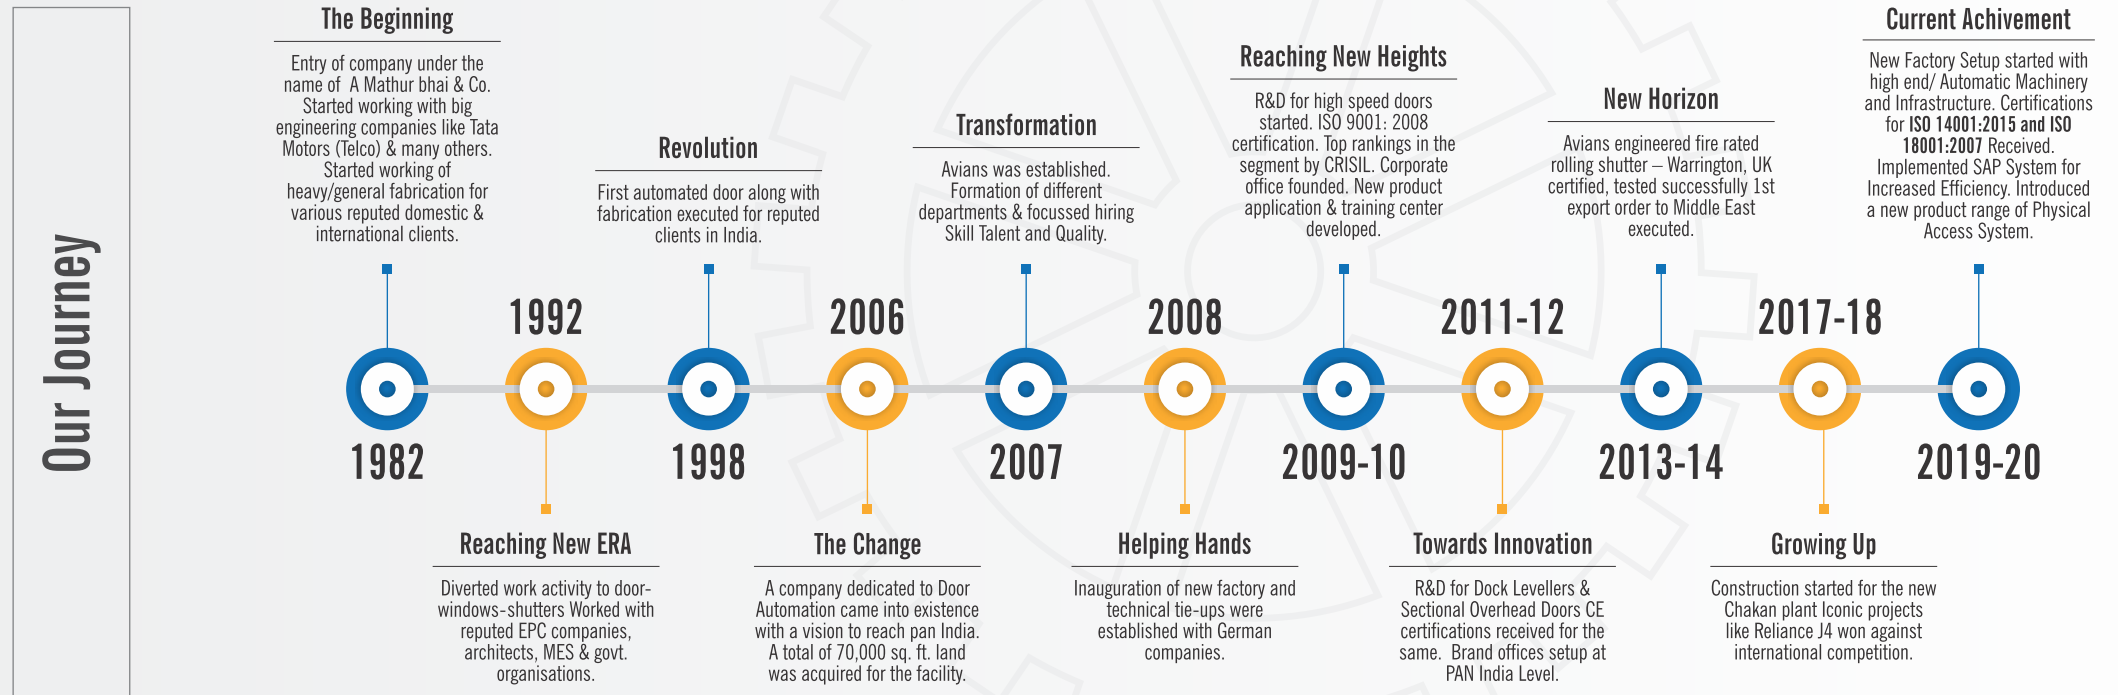 Our Journey
The Beginning
Entry of company under the
name of A Mathur bhai & Co.
Started working with big
engineering companies like Tata
Motors (Telco) & many others.
Started working of
heavy/general fabrication for
various reputed domestic &
international clients.
1982
1992
Reaching New ERA
Diverted work activity to door-
windows-shutters Worked with
reputed EPC companies,
architects, MES & govt.
organisations.
Revolution
First automated door along with
fabrication executed for reputed
clients in India.
1998
2006
The Change
A company dedicated to Door
Automation came into existence
with a vision to reach pan India.
A total of 70,000 sq. ft. land
was acquired for the facility.
Transformation
Avians was established.
Formation of different
departments & focussed hiring
Skill Talent and Quality.
2007
2008
Helping Hands
Inauguration of new factory and
technical tie-ups were
established with German
companies.
Reaching New Heights
R&D for high speed doors
started. ISO 9001: 2008
certification. Top rankings in the
segment by CRISIL. Corporate
office founded. New product
application & training center
developed.
2009-10
2011-12
Towards Innovation
R&D for Dock Levellers &
Sectional Overhead Doors CE
certifications received for the
same. Brand offices setup at
PAN India Level.
New Horizon
Avians engineered fire rated
rolling shutter – Warrington, UK
certified, tested successfully 1st
export order to Middle East
executed.
2013-14
2017-18
Growing Up
Construction started for the new
Chakan plant Iconic projects
like Reliance J4 won against
international competition.
Current Achivement
New Factory Setup started with
high end/ Automatic Machinery
and Infrastructure. Certifications
for ISO 14001:2015 and ISO
18001:2007 Received.
Implemented SAP System for
Increased Efficiency. Introduced
a new product range of Physical
Access System.
2019-20